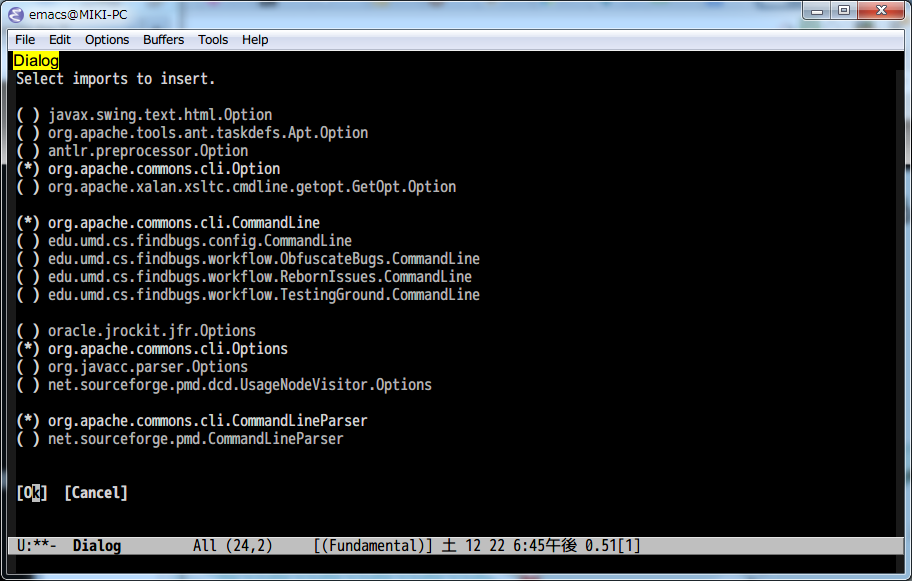 emacs@MIKI-PC
File Edit Options Buffers Tools Help
Dialog
Select imports to insert.
( ) javax.swing.text.html.Option
( ) org.apache.tools.ant.taskdefs.Apt.Option
( ) antlr.preprocessor.Option
(*) org.apache.commons.cli.Option
( ) org.apache.xalan.xsltc.cmdline.getopt.GetOpt.Option
(*) org.apache.commons.cli.CommandLine
( ) edu.umd.cs.findbugs.config.CommandLine
( ) edu.umd.cs.findbugs.workflow.ObfuscateBugs.CommandLine
( ) edu.umd.cs.findbugs.workflow.RebornIssues.CommandLine
( ) edu.umd.cs.findbugs.workflow.TestingGround.CommandLine
( ) oracle.jrockit.jfr.Options
(*) org.apache.commons.cli.Options
( ) org.javacc.parser.Options
( ) net.sourceforge.pmd.dcd.UsageNodeVisitor.Options
(*) org.apache.commons.cli.CommandLineParser
( ) net.sourceforge.pmd.CommandLineParser
[Ok] [Cancel]
U:**- Dialog All (24,2) [(Fundamental)] 土 12 22 6:45午後 0.51[1]